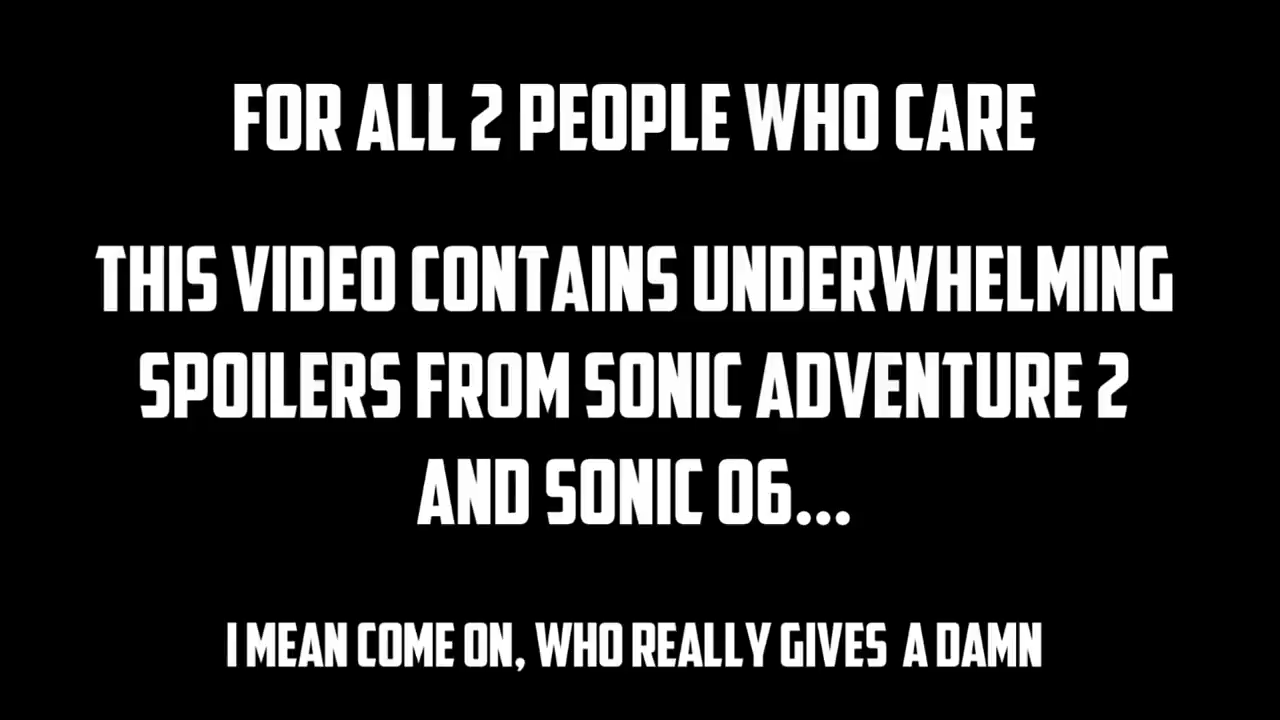 FOR ALL 2 PEOPLE WHO CARE
THIS VIDEO CONTAINS UNDERWHELMING
SPOILERS FROM SONIC ADVENTURE 2
AND SONIC 06...
I MEAN COME ON, WHO REALLY GIVES A DAMN